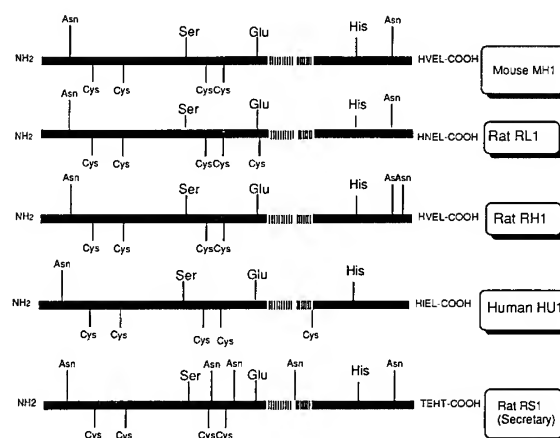 Asn Ser Glu His Asn
NH2 HVEL-COOH Mouse MH1
Cys Cys Cys Cys
Asn Ser Glu His Asn
NH2 HNEL-COOH Rat RL1
Cys Cys Cys Cys Cys
Asn Ser Glu His As Asn
NH2 HVEL-COOH Rat RH1
Cys Cys Cys Cys
Asn Ser Glu His
NH2 HIEL-COOH Human HU1
Cys Cys Cys Cys Cys
Asn Ser Asn Asn Glu Asn His Asn
NH2 TEHT-COOH Rat RS1
(Secretary)
Cys Cys Cys Cys